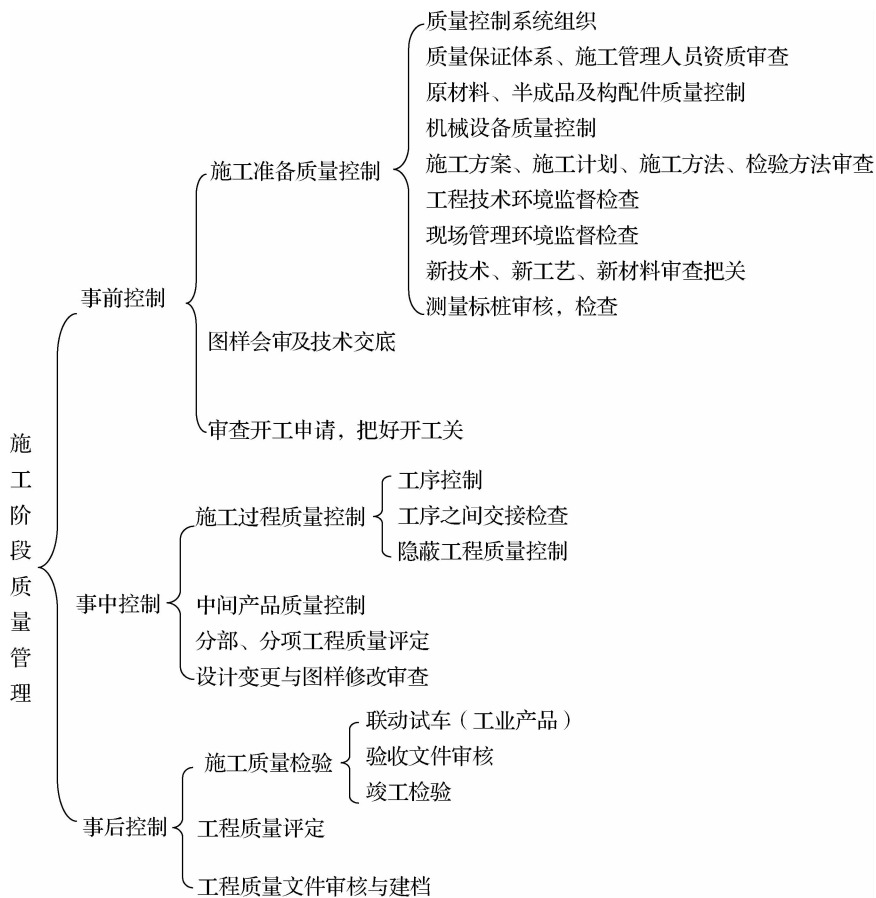 质量控制系统组织
质量保证体系、施工管理人员资质审查
原材料、半成品及构配件质量控制
机械设备质量控制
施工准备质量控制
施工方案、施工计划、施工方法、检验方法审查
工程技术环境监督检查
现场管理环境监督检查
新技术、新工艺、新材料审查把关
事前控制
测量标桩审核，检查
图样会审及技术交底
审查开工申请，把好开工关
施工阶段质量管理
工序控制
施工过程质量控制
工序之间交接检查
隐蔽工程质量控制
事中控制
中间产品质量控制
分部、分项工程质量评定
设计变更与图样修改审查
联动试车（工业产品）
施工质量检验
验收文件审核
竣工检验
事后控制
工程质量评定
工程质量文件审核与建档